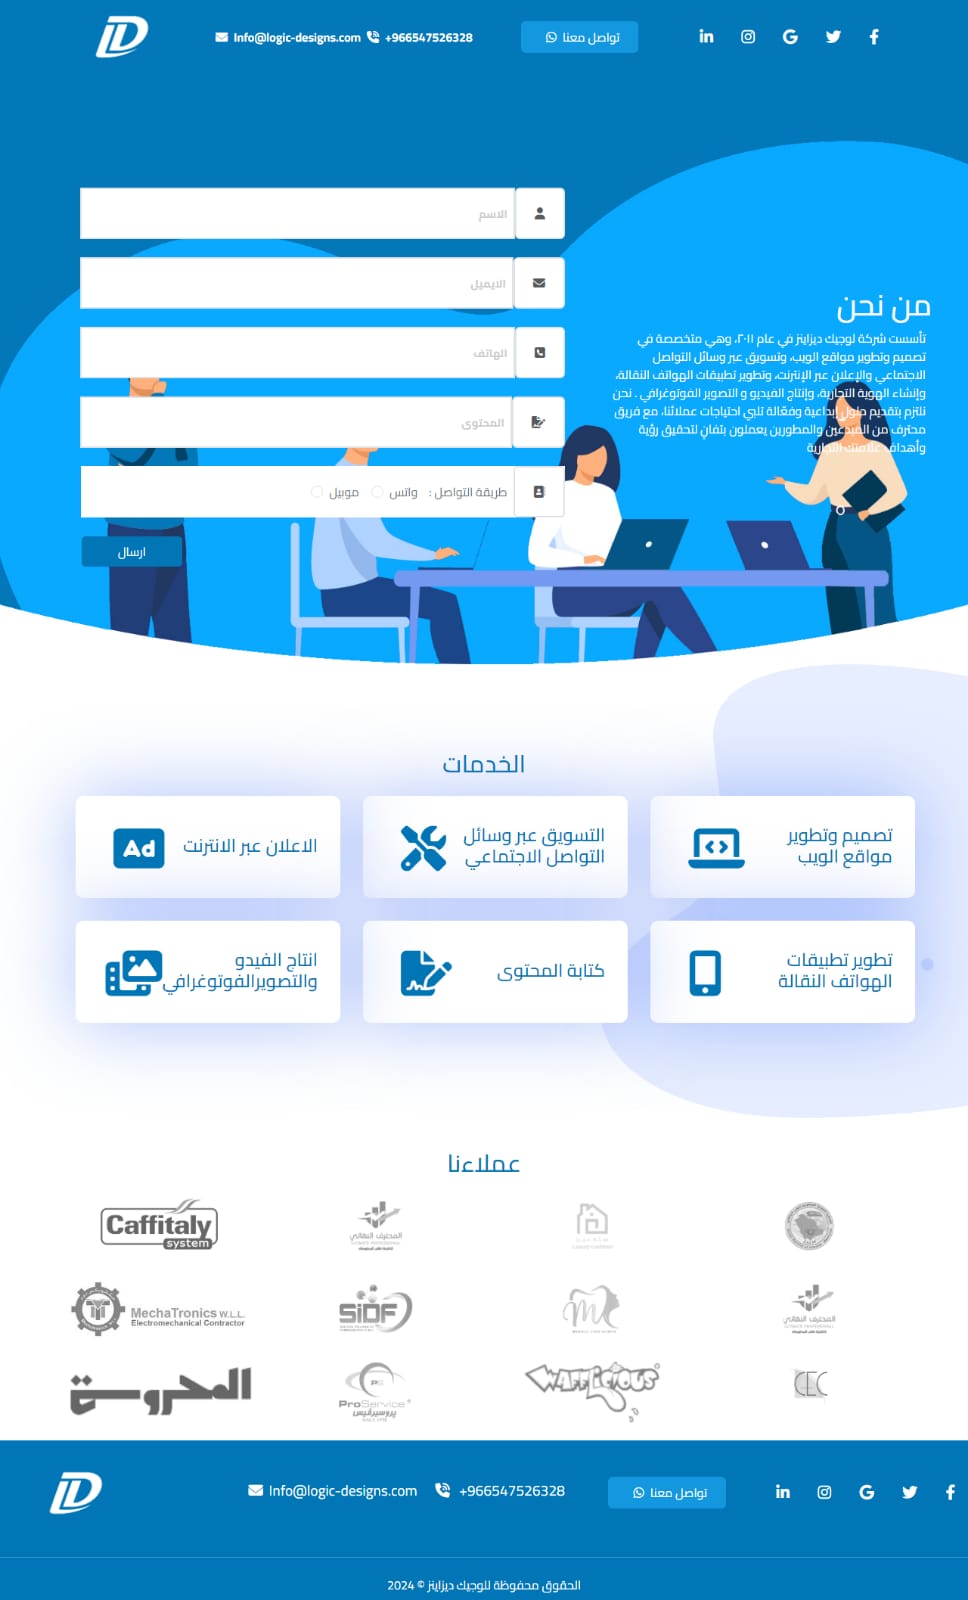 Info@logic-designs.com
+966547526328
تواصل معنا
الاسم
الايميل
الهاتف
المحتوى
طريقة التواصل : واتس موبيل
ارسال
من نحن
تأسست شركة لوجيك ديزاينز في عام ٢٠١١، وهي متخصصة في
تصميم وتطوير مواقع الويب، وتسويق عبر وسائل التواصل
الاجتماعي والإعلان عبر الإنترنت، وتطوير تطبيقات الهواتف النقالة،
وإنشاء الهوية التجارية، وإنتاج الفيديو و التصوير الفوتوغرافي . نحن
نلتزم بتقديم حلول إبداعية وفعّالة تلبي احتياجات عملائنا، مع فريق
محترف من المبدعين والمطورين يعملون بتفانٍ لتحقيق رؤية
وأهداف علامتك التجارية
الخدمات
تصميم وتطوير
مواقع الويب
التسويق عبر وسائل
التواصل الاجتماعي
Ad
الاعلان عبر الانترنت
تطوير تطبيقات
الهواتف النقالة
كتابة المحتوى
انتاج الفيدو
والتصويرالفوتوغرافي
عملاءنا
Caffitaly
system
المحترف النهائي
MechaTronics W.L.L.
Electromechanical Contractor
SIDF
المحترف النهائي
المحروسة
PS
ProService
بروسيرفيس
WAFFLICIOUS
CEC
Info@logic-designs.com
+966547526328
تواصل معنا
الحقوق محفوظة للوجيك ديزاينز © 2024